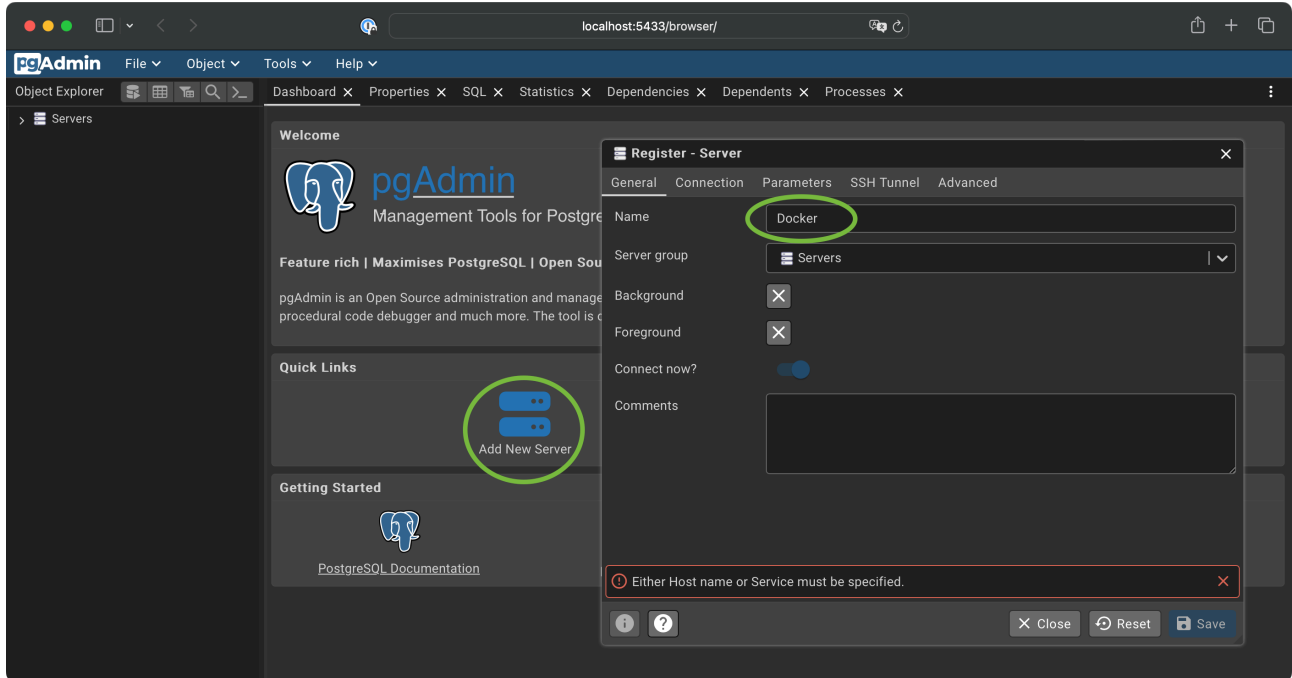 localhost:5433/browser/
pgAdmin File Object Tools Help
Object Explorer
Dashboard Properties SQL Statistics Dependencies Dependents Processes
Servers
Welcome
pgAdmin
Management Tools for Postgre
Feature rich | Maximises PostgreSQL | Open Sou
pgAdmin is an Open Source administration and manage
procedural code debugger and much more. The tool is
Quick Links
Add New Server
Getting Started
PostgreSQL Documentation
Register - Server
General Connection Parameters SSH Tunnel Advanced
Name Docker
Server group Servers
Background
Foreground
Connect now?
Comments
Either Host name or Service must be specified.
Close Reset Save